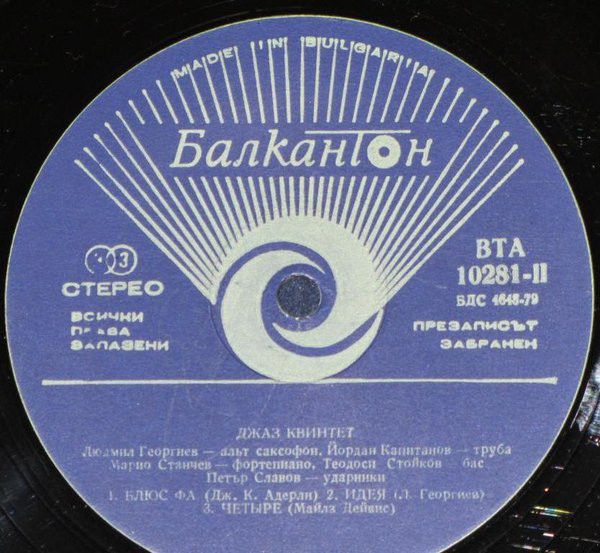 MADE IN BULGARIA
БалкаНТОН
СТЕРЕО
ВСИЧКИ
ПРАВА
ЗАПАЗЕНИ
ВТА
10281-II
БДС 4648-79
ПРЕЗАПИСЪТ
ЗАБРАНЕН
ДЖАЗ КВИНТЕТ
Людмил Георгиев — альт саксофон, Йордан Капитанов — труба
Марио Станчев — фортепиано, Теодоси Стойков — бас
Петър Славов — ударники
1. БЛЮС ФА (Дж. К. Адерли) 2. ИДЕЯ (Л. Георгиев)
3. ЧЕТЫРЕ (Майлз Дейвис)